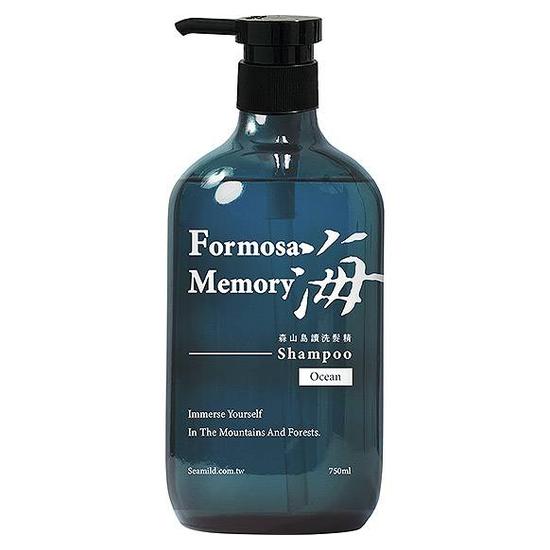 Formosa
Memory
海
森山島讀洗髮精
Shampoo
Ocean
Immerse Yourself
In The Mountains And Forests.
Seamild.com.tw
750ml